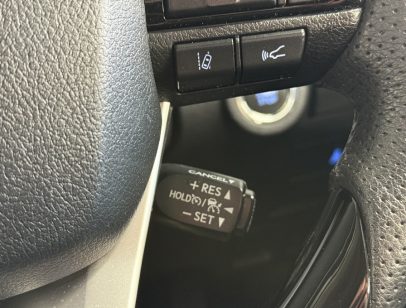 CANCEL
+ RES
HOLD /
– SET